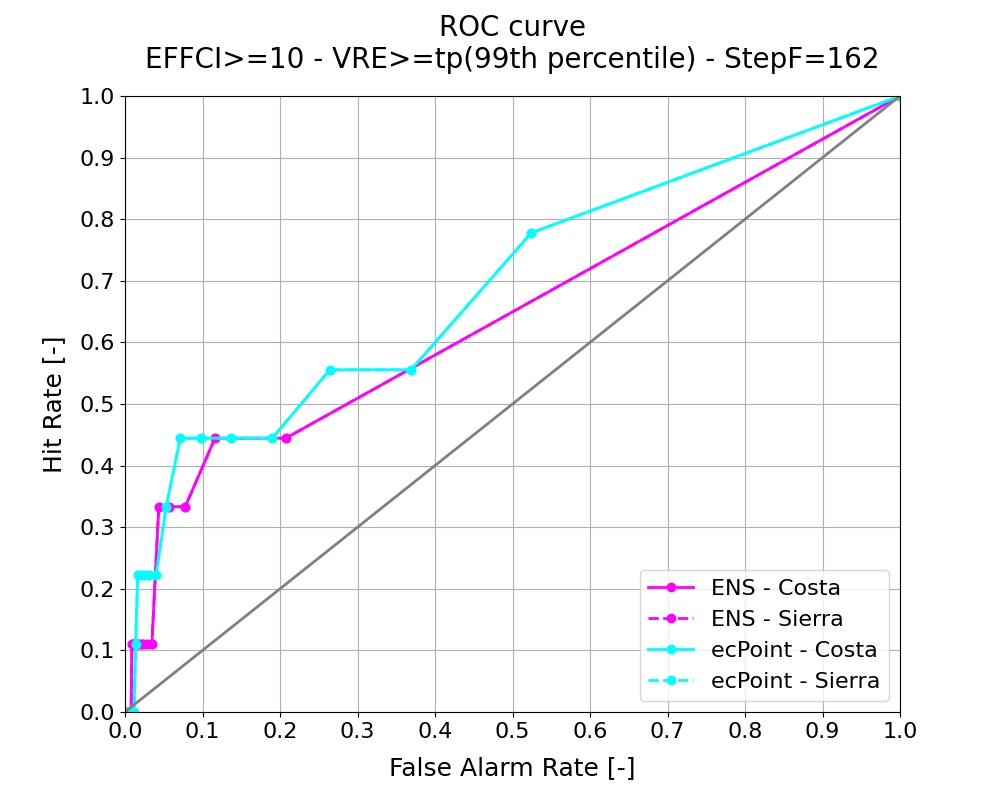 ROC curve
EFFCI>=10 - VRE>=tp(99th percentile) - StepF=162
1.0
0.9
0.8
0.7
0.6
0.5
0.4
0.3
0.2
0.1
0.0
Hit Rate [-]
ENS - Costa
ENS - Sierra
ecPoint - Costa
ecPoint - Sierra
0.0 0.1 0.2 0.3 0.4 0.5 0.6 0.7 0.8 0.9 1.0
False Alarm Rate [-]